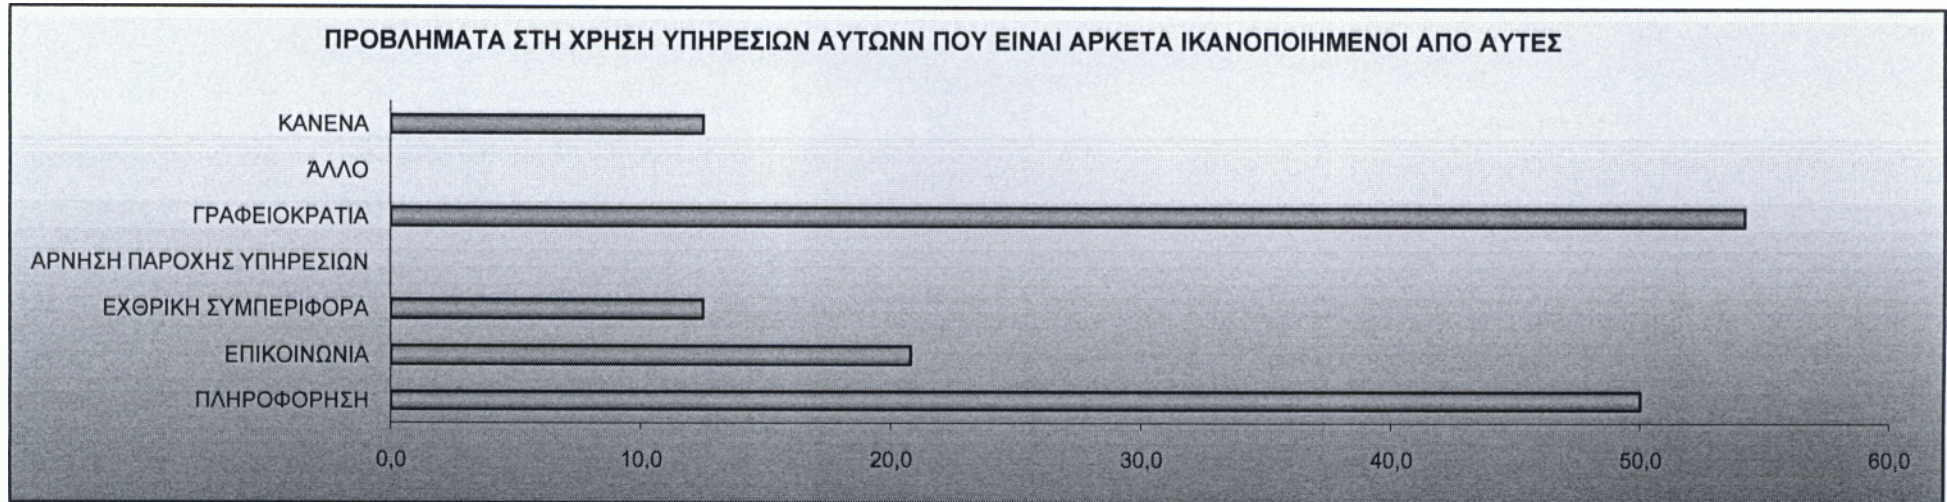 ΠΡΟΒΛΗΜΑΤΑ ΣΤΗ ΧΡΗΣΗ ΥΠΗΡΕΣΙΩΝ ΑΥΤΩΝΝ ΠΟΥ ΕΙΝΑΙ ΑΡΚΕΤΑ ΙΚΑΝΟΠΟΙΗΜΕΝΟΙ ΑΠΟ ΑΥΤΕΣ
ΚΑΝΕΝΑ
ΆΛΛΟ
ΓΡΑΦΕΙΟΚΡΑΤΙΑ
ΑΡΝΗΣΗ ΠΑΡΟΧΗΣ ΥΠΗΡΕΣΙΩΝ
ΕΧΘΡΙΚΗ ΣΥΜΠΕΡΙΦΟΡΑ
ΕΠΙΚΟΙΝΩΝΙΑ
ΠΛΗΡΟΦΟΡΗΣΗ
0,0 10,0 20,0 30,0 40,0 50,0 60,0